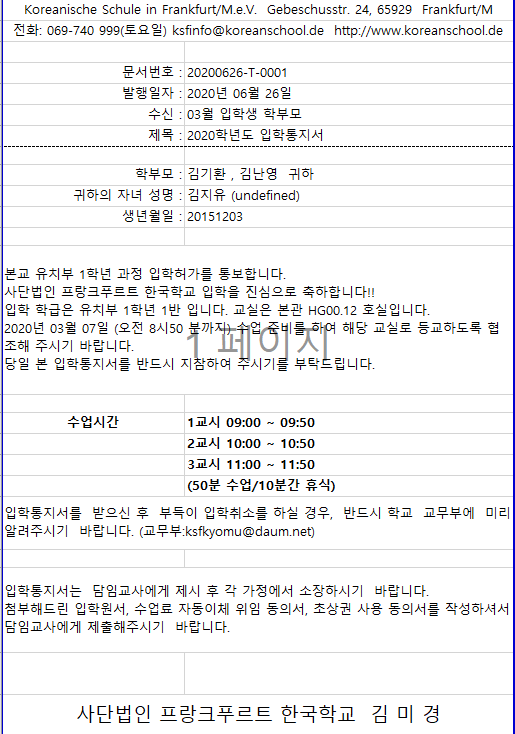 Koreanische Schule in Frankfurt/M.e.V. Gebeschusstr. 24, 65929 Frankfurt/M
전화: 069-740 999(토요일) ksfinfo@koreanschool.de http://www.koreanschool.de
문서번호 : 20200626-T-0001
발행일자 : 2020년 06월 26일
수신 : 03월 입학생 학부모
제목 : 2020학년도 입학통지서
학부모 : 김기환 , 김난영 귀하
귀하의 자녀 성명 : 김지유 (undefined)
생년월일 : 20151203
본교 유치부 1학년 과정 입학허가를 통보합니다.
사단법인 프랑크푸르트 한국학교 입학을 진심으로 축하합니다!!
입학 학급은 유치부 1학년 1반 입니다. 교실은 본관 HG00.12 호실입니다.
2020년 03월 07일 (오전 8시50 분까지) 수업 준비를 하여 해당 교실로 등교하도록 협
조해 주시기 바랍니다.
1 페이지
당일 본 입학통지서를 반드시 지참하여 주시기를 부탁드립니다.
수업시간 1교시 09:00 ~ 09:50
2교시 10:00 ~ 10:50
3교시 11:00 ~ 11:50
(50분 수업/10분간 휴식)
입학통지서를 받으신 후 부득이 입학취소를 하실 경우, 반드시 학교 교무부에 미리
알려주시기 바랍니다. (교무부:ksfkyomu@daum.net)
입학통지서는 담임교사에게 제시 후 각 가정에서 소장하시기 바랍니다.
첨부해드린 입학원서, 수업료 자동이체 위임 동의서, 초상권 사용 동의서를 작성하셔서
담임교사에게 제출해주시기 바랍니다.
사단법인 프랑크푸르트 한국학교 김 미 경